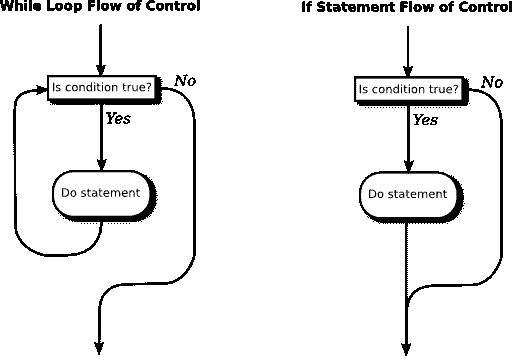 While Loop Flow of Control
Is condition true?
No
Yes
Do statement
If Statement Flow of Control
Is condition true?
No
Yes
Do statement